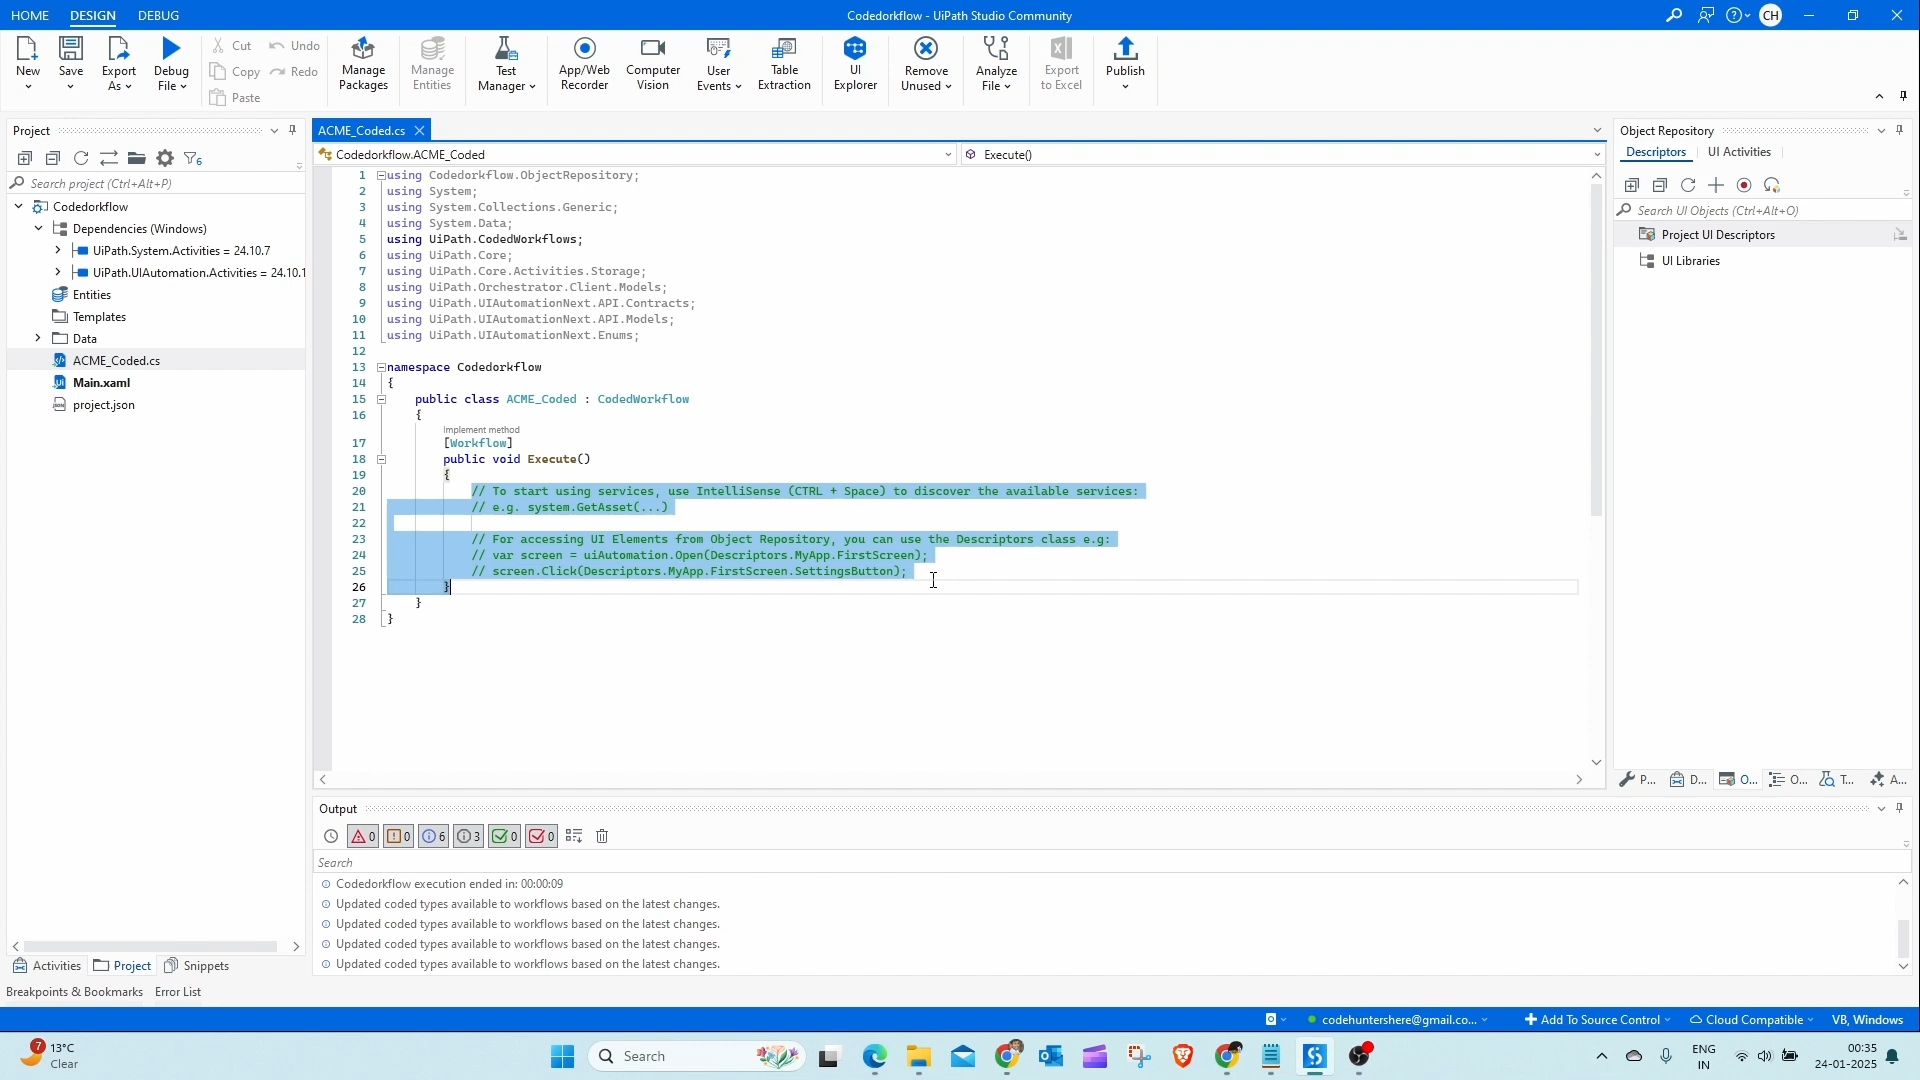 HOME DESIGN DEBUG
Codedorkflow - UiPath Studio Community
CH
New Save Export As Debug File
Cut Undo
Copy Redo
Paste
Manage Packages
Manage Entities
Test Manager
App/Web Recorder
Computer Vision
User Events
Table Extraction
UI Explorer
Remove Unused
Analyze File
Export to Excel
Publish
Project
6
Search project (Ctrl+Alt+P)
Codedorkflow
Dependencies (Windows)
UiPath.System.Activities = 24.10.7
UiPath.UIAutomation.Activities = 24.10.1
Entities
Templates
Data
ACME_Coded.cs
Main.xaml
project.json
Activities Project Snippets
Breakpoints & Bookmarks Error List
ACME_Coded.cs
Codedorkflow.ACME_Coded Execute()
1 using Codedorkflow.ObjectRepository;
2 using System;
3 using System.Collections.Generic;
4 using System.Data;
5 using UiPath.CodedWorkflows;
6 using UiPath.Core;
7 using UiPath.Core.Activities.Storage;
8 using UiPath.Orchestrator.Client.Models;
9 using UiPath.UIAutomationNext.API.Contracts;
10 using UiPath.UIAutomationNext.API.Models;
11 using UiPath.UIAutomationNext.Enums;
12
13 namespace Codedorkflow
14 {
15 public class ACME_Coded : CodedWorkflow
16 {
Implement method
17 [Workflow]
18 public void Execute()
19 {
20 // To start using services, use IntelliSense (CTRL + Space) to discover the available services:
21 // e.g. system.GetAsset(...)
22
23 // For accessing UI Elements from Object Repository, you can use the Descriptors class e.g:
24 // var screen = uiAutomation.Open(Descriptors.MyApp.FirstScreen);
25 // screen.Click(Descriptors.MyApp.FirstScreen.SettingsButton);
26 }
27 }
28 }
Output
0 0 6 3 0 0
Search
Codedorkflow execution ended in: 00:00:09
Updated coded types available to workflows based on the latest changes.
Updated coded types available to workflows based on the latest changes.
Updated coded types available to workflows based on the latest changes.
Updated coded types available to workflows based on the latest changes.
Object Repository
Descriptors UI Activities
Search UI Objects (Ctrl+Alt+O)
Project UI Descriptors
UI Libraries
P... D... O... O... T... A...
codehuntershere@gmail.co... Add To Source Control Cloud Compatible VB, Windows
7
13°C
Clear
Search
ENG
IN
00:35
24-01-2025